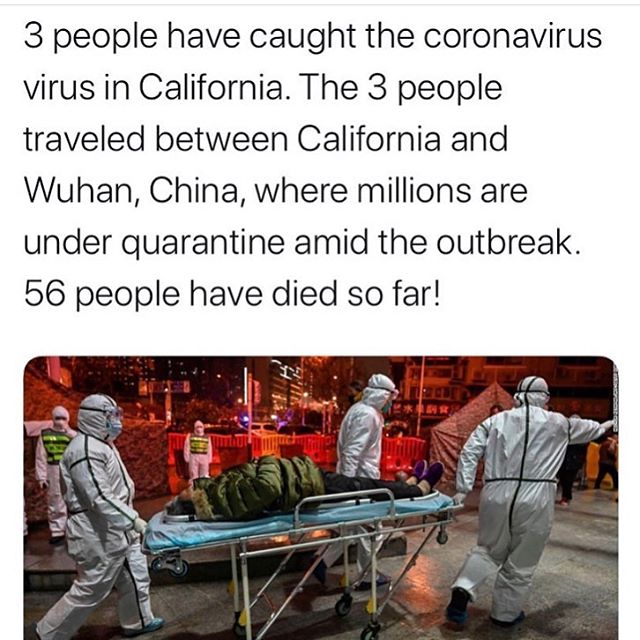 3 people have caught the coronavirus
virus in California. The 3 people
traveled between California and
Wuhan, China, where millions are
under quarantine amid the outbreak.
56 people have died so far!